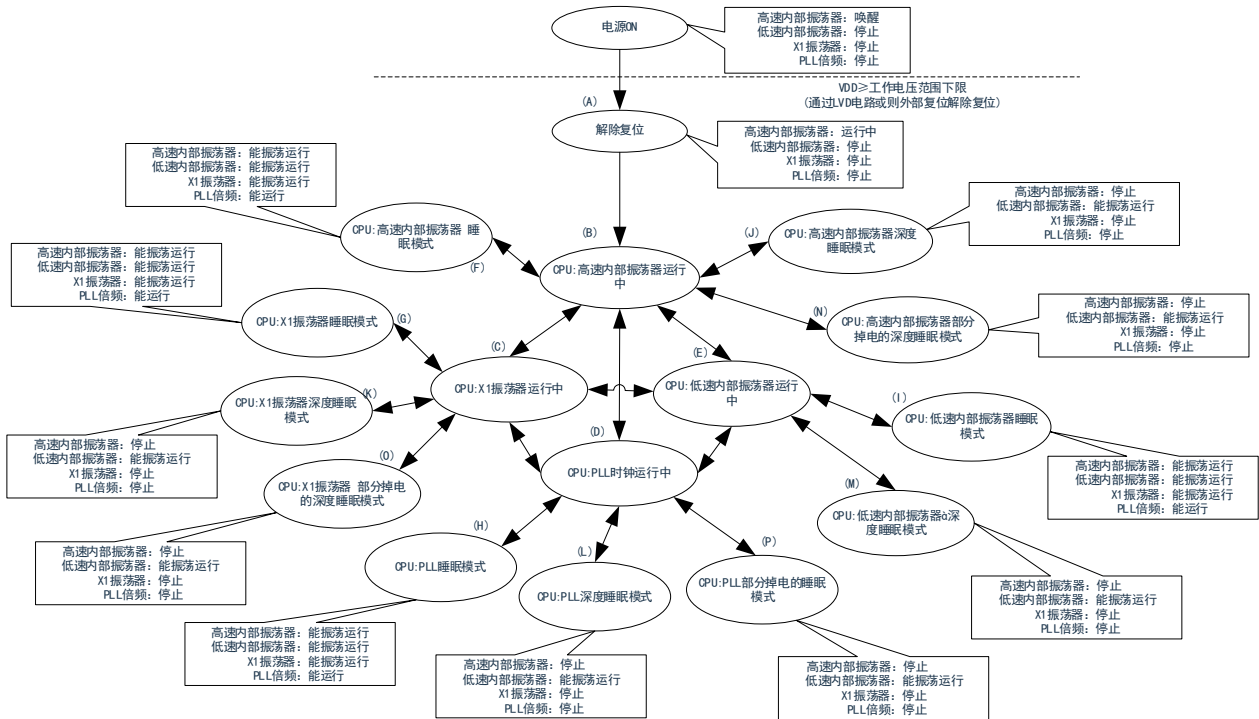 电源ON
高速内部振荡器：唤醒
低速内部振荡器：停止
X1振荡器：停止
PLL倍频：停止
VDD≥工作电压范围下限
(通过LVD电路或则外部复位解除复位)
(A)
解除复位
高速内部振荡器：运行中
低速内部振荡器：停止
X1振荡器：停止
PLL倍频：停止
高速内部振荡器：能振荡运行
低速内部振荡器：能振荡运行
X1振荡器：能振荡运行
PLL倍频：能运行
CPU:高速内部振荡器 睡
眠模式
(F)
(B)
CPU:高速内部振荡器运行
中
(J)
CPU:高速内部振荡器深度
睡眠模式
高速内部振荡器：停止
低速内部振荡器：能振荡运行
X1振荡器：停止
PLL倍频：停止
高速内部振荡器：能振荡运行
低速内部振荡器：能振荡运行
X1振荡器：能振荡运行
PLL倍频：能运行
CPU:X1振荡器睡眠模式
(G)
(N)
CPU:高速内部振荡器部分
掉电的深度睡眠模式
高速内部振荡器：停止
低速内部振荡器：能振荡运行
X1振荡器：停止
PLL倍频：停止
(C)
(E)
CPU:X1振荡器运行中
CPU:低速内部振荡器运行
中
(K)
CPU:X1振荡器深度睡眠
模式
高速内部振荡器：停止
低速内部振荡器：能振荡运行
X1振荡器：停止
PLL倍频：停止
(I)
CPU:低速内部振荡器睡眠
模式
高速内部振荡器：能振荡运行
低速内部振荡器：能振荡运行
X1振荡器：能振荡运行
PLL倍频：能运行
(D)
CPU:PLL时钟运行中
(O)
CPU:X1振荡器 部分掉电
的深度睡眠模式
高速内部振荡器：停止
低速内部振荡器：能振荡运行
X1振荡器：停止
PLL倍频：停止
(M)
CPU:低速内部振荡器à深
度睡眠模式
高速内部振荡器：停止
低速内部振荡器：能振荡运行
X1振荡器：停止
PLL倍频：停止
(H)
CPU:PLL睡眠模式
高速内部振荡器：能振荡运行
低速内部振荡器：能振荡运行
X1振荡器：能振荡运行
PLL倍频：能运行
(L)
CPU:PLL深度睡眠模式
高速内部振荡器：停止
低速内部振荡器：能振荡运行
X1振荡器：停止
PLL倍频：停止
(P)
CPU:PLL部分掉电的睡眠
模式
高速内部振荡器：停止
低速内部振荡器：能振荡运行
X1振荡器：停止
PLL倍频：停止